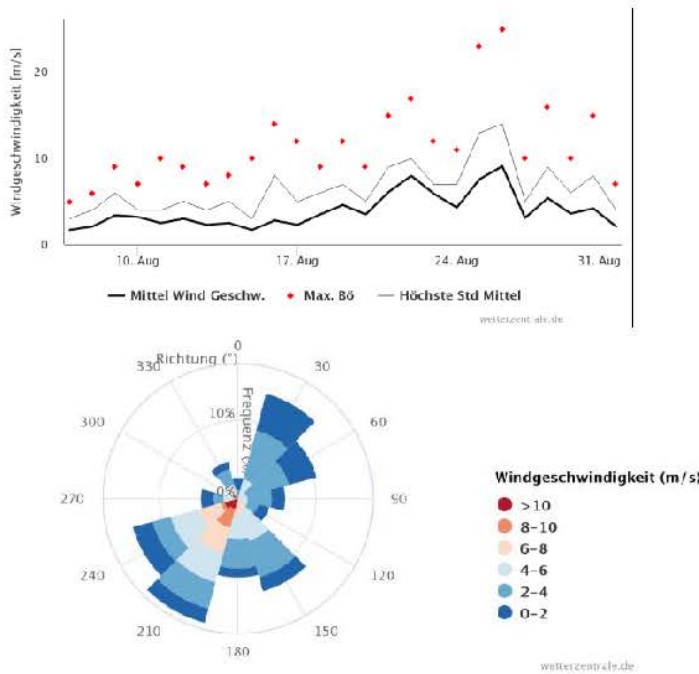 Windgeschwindigkeit [m/s]
20
10
0
10. Aug
17. Aug
24. Aug
31. Aug
Mittel Wind Geschw.
Max. Bö
Höchste Std Mittel
wetterzentrale.de
0
Richtung (°)
330
30
Frequenz (%
300
10%
60
270
0%
90
240
120
210
150
180
Windgeschwindigkeit (m/s)
>10
8-10
6-8
4-6
2-4
0-2
wetterzentrale.de